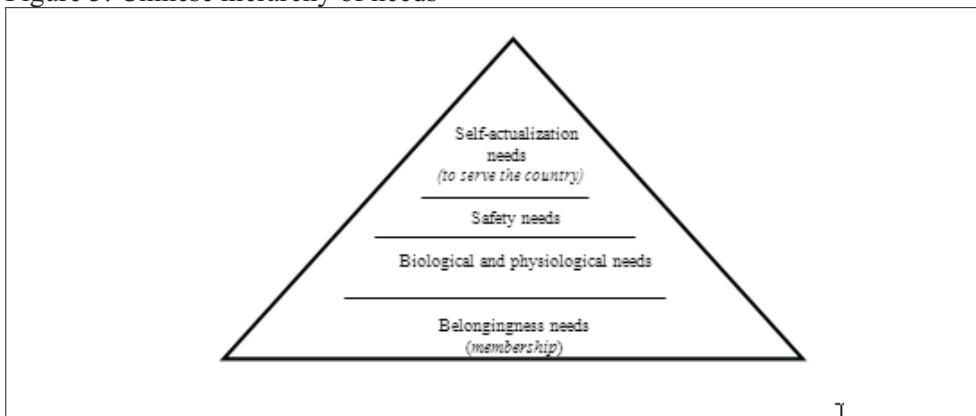 Figure 3: Chinese hierarchy of needs
Self-actualization
needs
(to serve the country)
Safety needs
Biological and physiological needs
Belongingness needs
(membership)